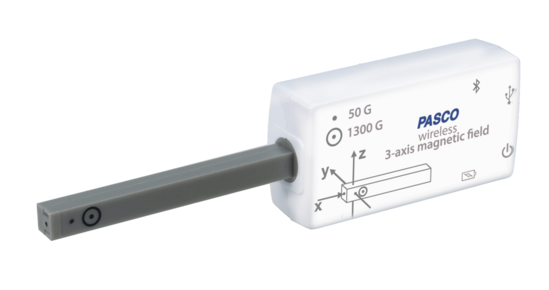 50 G
1300 G
PASCO
wireless
3-axis magnetic field
z
y
x